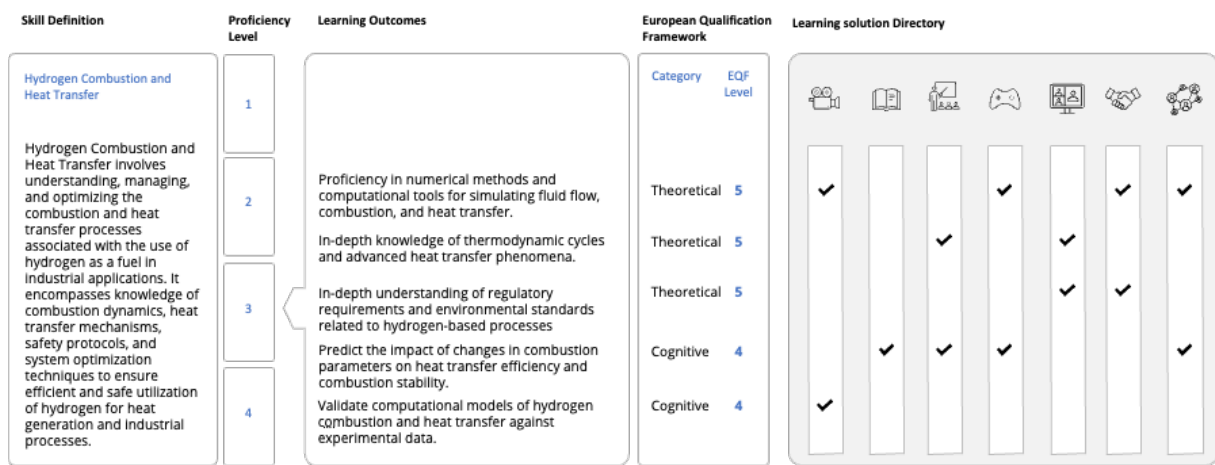 Skill Definition
Proficiency
Level
Learning Outcomes
European Qualification
Framework
Learning solution Directory
Hydrogen Combustion and
Heat Transfer
Hydrogen Combustion and
Heat Transfer involves
understanding, managing,
and optimizing the
combustion and heat
transfer processes
associated with the use of
hydrogen as a fuel in
industrial applications. It
encompasses knowledge of
combustion dynamics, heat
transfer mechanisms,
safety protocols, and
system optimization
techniques to ensure
efficient and safe utilization
of hydrogen for heat
generation and industrial
processes.
1
2
3
4
Proficiency in numerical methods and
computational tools for simulating fluid flow,
combustion, and heat transfer.
In-depth knowledge of thermodynamic cycles
and advanced heat transfer phenomena.
In-depth understanding of regulatory
requirements and environmental standards
related to hydrogen-based processes
Predict the impact of changes in combustion
parameters on heat transfer efficiency and
combustion stability.
Validate computational models of hydrogen
combustion and heat transfer against
experimental data.
Category EQF
Level
Theoretical 5
Theoretical 5
Theoretical 5
Cognitive 4
Cognitive 4